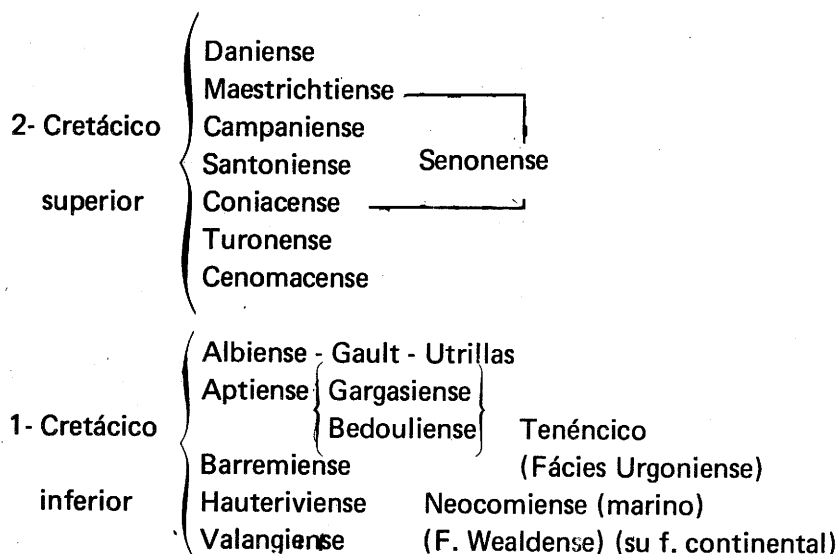 Daniense
Maestrichtiense
2- Cretácico Campaniense
Santoniense Senonense
superior Coniacense
Turonense
Cenomacense
Albiense - Gault - Utrillas
Aptiense Gargasiense
1- Cretácico Bedouliense Tenéncico
Barremiense (Fácies Urgoniense)
inferior Hauteriviense Neocomiense (marino)
Valangiense (F. Wealdense) (su f. continental)